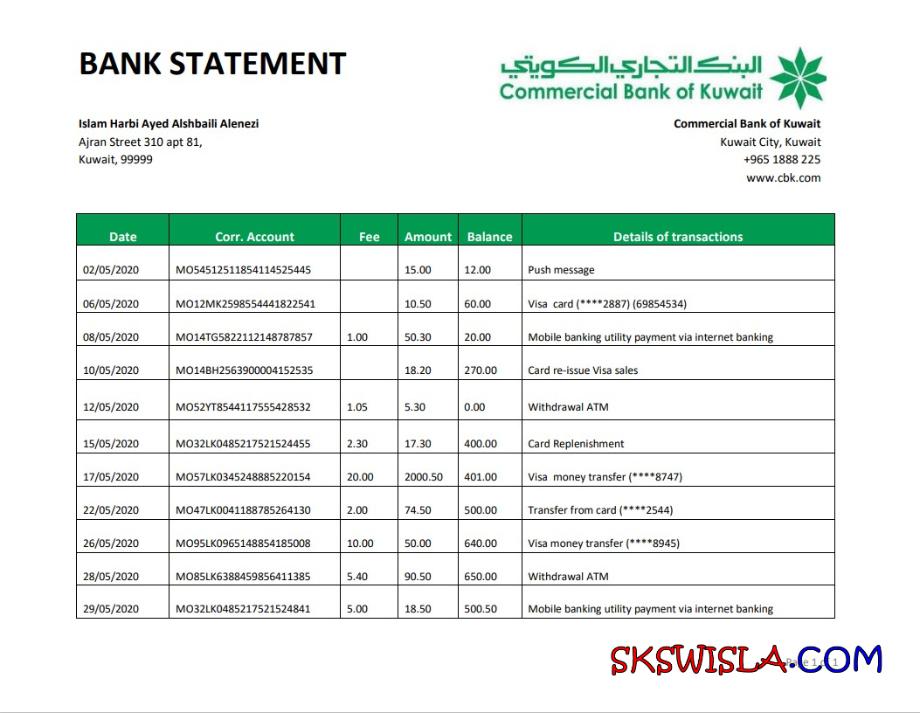 BANK STATEMENT
البنك التجاري الكويتي
Commercial Bank of Kuwait
Islam Harbi Ayed Alshbaili Alenezi
Ajran Street 310 apt 81,
Kuwait, 99999
Commercial Bank of Kuwait
Kuwait City, Kuwait
+965 1888 225
www.cbk.com
Date Corr. Account Fee Amount Balance Details of transactions
02/05/2020 MO54512511854114525445 15.00 12.00 Push message
06/05/2020 MO12MK2598554441822541 10.50 60.00 Visa card (****2887) (69854534)
08/05/2020 MO14TG5822112148787857 1.00 50.30 20.00 Mobile banking utility payment via internet banking
10/05/2020 MO14BH2563900004152535 18.20 270.00 Card re-issue Visa sales
12/05/2020 MO52YT8544117555428532 1.05 5.30 0.00 Withdrawal ATM
15/05/2020 MO32LK0485217521524455 2.30 17.30 400.00 Card Replenishment
17/05/2020 MO57LK0345248885220154 20.00 2000.50 401.00 Visa money transfer (****8747)
22/05/2020 MO47LK0041188785264130 2.00 74.50 500.00 Transfer from card (****2544)
26/05/2020 MO95LK0965148854185008 10.00 50.00 640.00 Visa money transfer (****8945)
28/05/2020 MO85LK6388459856411385 5.40 90.50 650.00 Withdrawal ATM
29/05/2020 MO32LK0485217521524841 5.00 18.50 500.50 Mobile banking utility payment via internet banking
SKSWISLA.COM
Page 1 of 1